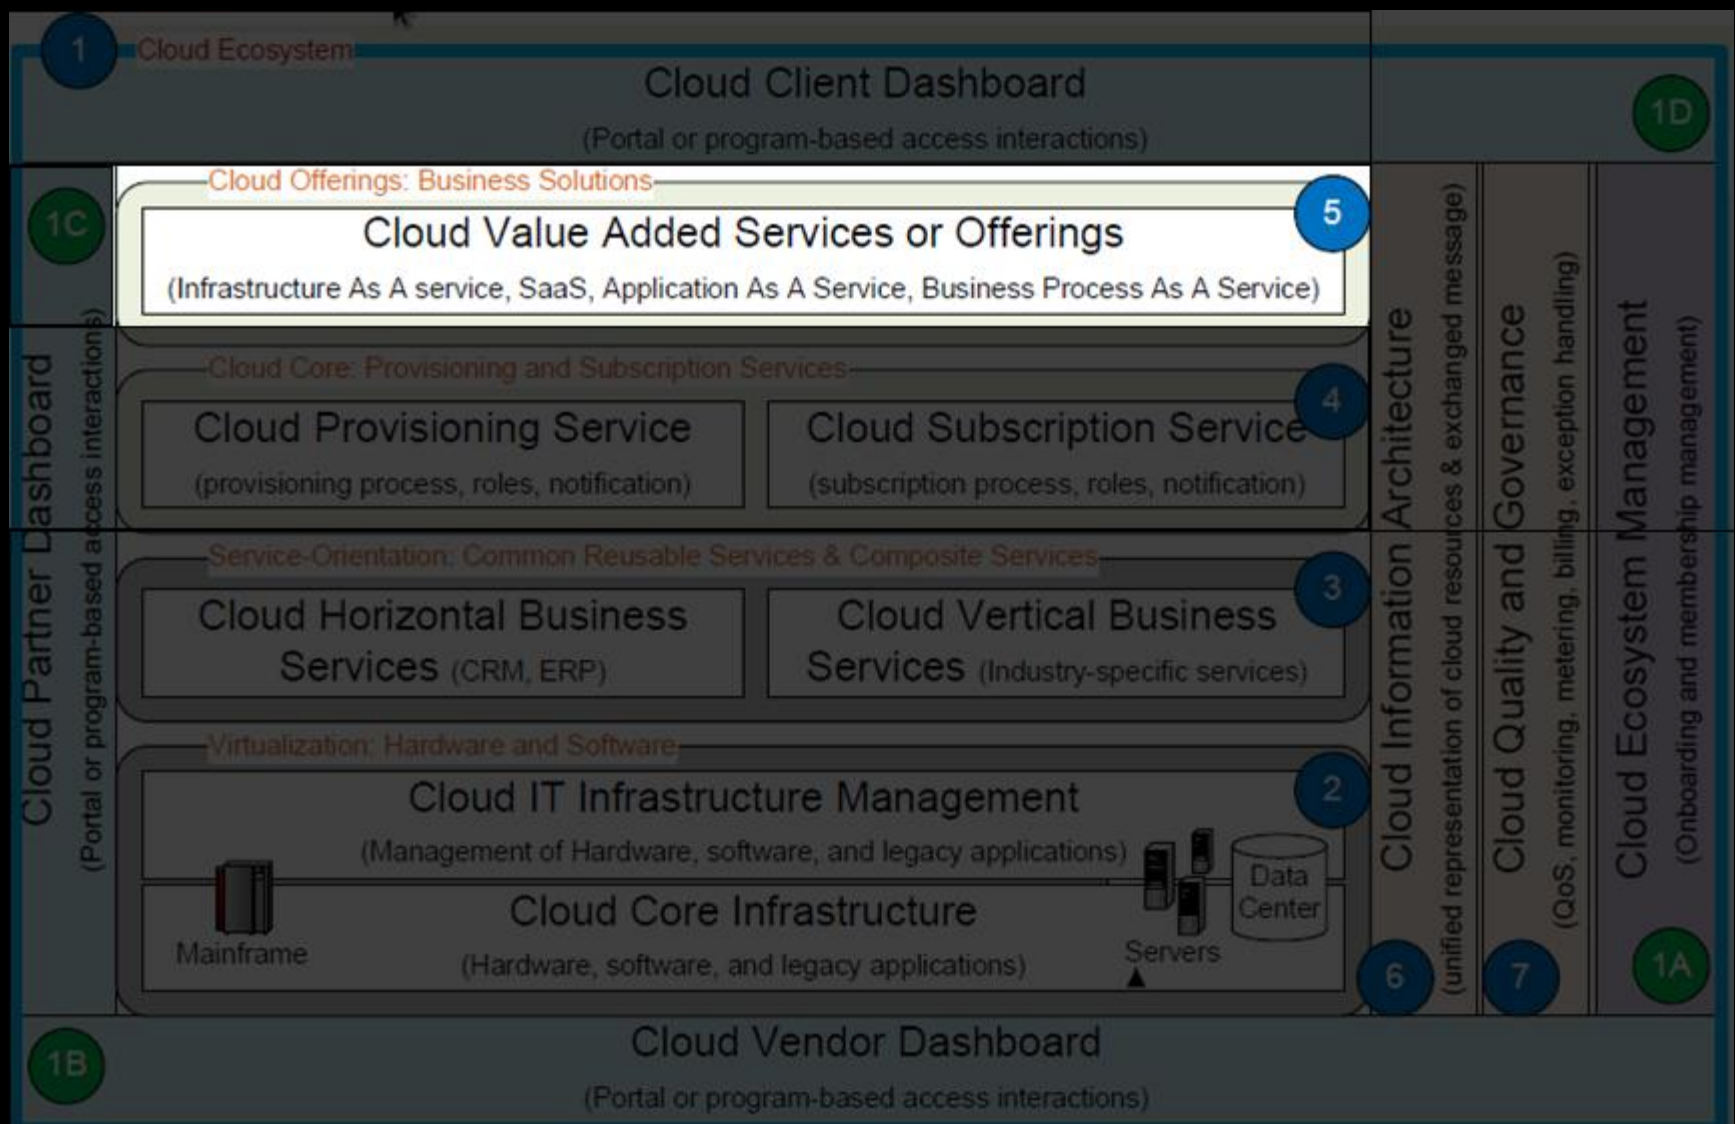 1
Cloud Ecosystem
Cloud Client Dashboard
(Portal or program-based access interactions)
1D
1C
Cloud Partner Dashboard
(Portal or program-based access interactions)
Cloud Offerings: Business Solutions
5
Cloud Value Added Services or Offerings
(Infrastructure As A service, SaaS, Application As A Service, Business Process As A Service)
Cloud Core: Provisioning and Subscription Services
4
Cloud Provisioning Service
(provisioning process, roles, notification)
Cloud Subscription Service
(subscription process, roles, notification)
Service-Orientation: Common Reusable Services & Composite Services
3
Cloud Horizontal Business
Services (CRM, ERP)
Cloud Vertical Business
Services (Industry-specific services)
Virtualization: Hardware and Software
2
Cloud IT Infrastructure Management
(Management of Hardware, software, and legacy applications)
Mainframe
Cloud Core Infrastructure
(Hardware, software, and legacy applications)
Servers
Data
Center
Cloud Information Architecture
(unified representation of cloud resources & exchanged message)
6
Cloud Quality and Governance
(QoS, monitoring, metering, billing, exception handling)
7
Cloud Ecosystem Management
(Onboarding and membership management)
1A
1B
Cloud Vendor Dashboard
(Portal or program-based access interactions)